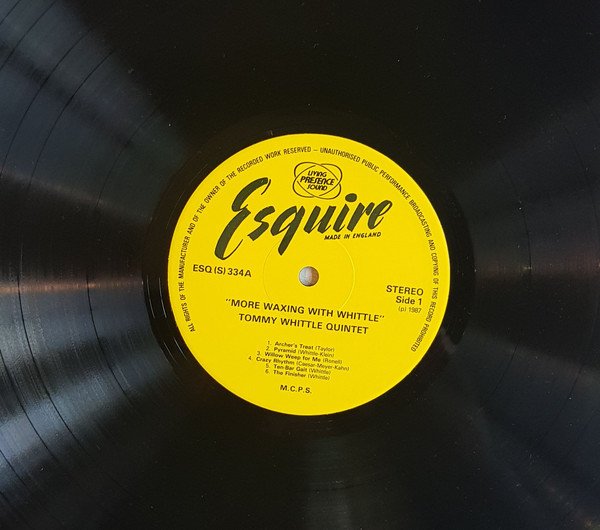 ALL RIGHTS OF THE MANUFACTURER AND OF THE OWNER OF THE RECORDED WORK RESERVED – UNAUTHORISED PUBLIC PERFORMANCE BROADCASTING AND COPYING OF THIS RECORD PROHIBITED
LIVING
PRESENCE
SOUND
Esquire
MADE IN ENGLAND
ESQ (S) 334A
STEREO
Side 1
(p) 1987
"MORE WAXING WITH WHITTLE"
TOMMY WHITTLE QUINTET
1. Archer's Treat (Taylor)
2. Pyramid (Whittle-Klein)
3. Willow Weep for Me (Ronell)
4. Crazy Rhythm (Caesar-Meyer-Kahn)
5. Ten-Bar Gait (Whittle)
6. The Finisher (Whittle)
M.C.P.S.